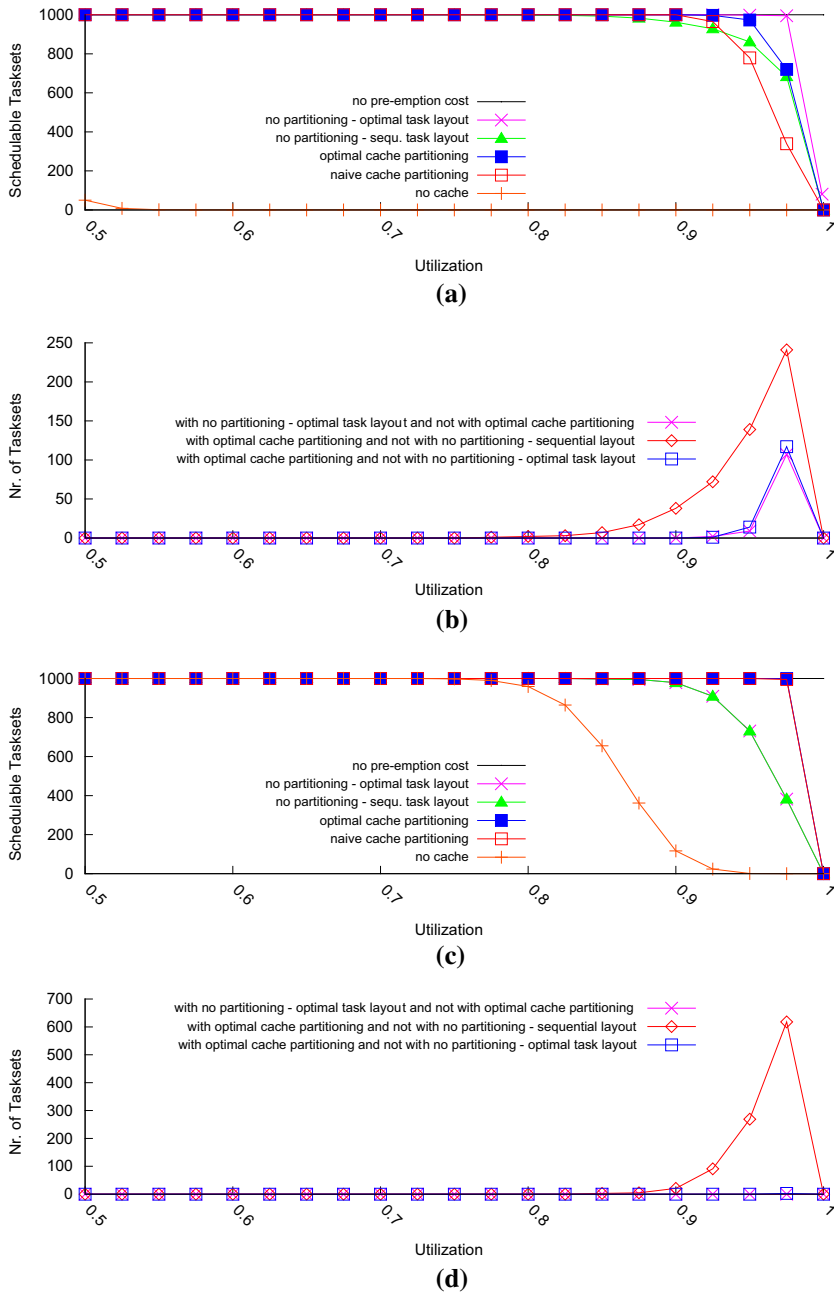 1000
800
600
400
200
0
Schedulable Tasksets
no pre-emption cost
no partitioning - optimal task layout
no partitioning - sequ. task layout
optimal cache partitioning
naive cache partitioning
no cache
0.5
0.6
0.7
0.8
0.9
1
Utilization
(a)
250
200
150
100
50
0
Nr. of Tasksets
with no partitioning - optimal task layout and not with optimal cache partitioning
with optimal cache partitioning and not with no partitioning - sequential layout
with optimal cache partitioning and not with no partitioning - optimal task layout
0.5
0.6
0.7
0.8
0.9
1
Utilization
(b)
1000
800
600
400
200
0
Schedulable Tasksets
no pre-emption cost
no partitioning - optimal task layout
no partitioning - sequ. task layout
optimal cache partitioning
naive cache partitioning
no cache
0.5
0.6
0.7
0.8
0.9
1
Utilization
(c)
700
600
500
400
300
200
100
0
Nr. of Tasksets
with no partitioning - optimal task layout and not with optimal cache partitioning
with optimal cache partitioning and not with no partitioning - sequential layout
with optimal cache partitioning and not with no partitioning - optimal task layout
0.5
0.6
0.7
0.8
0.9
1
Utilization
(d)